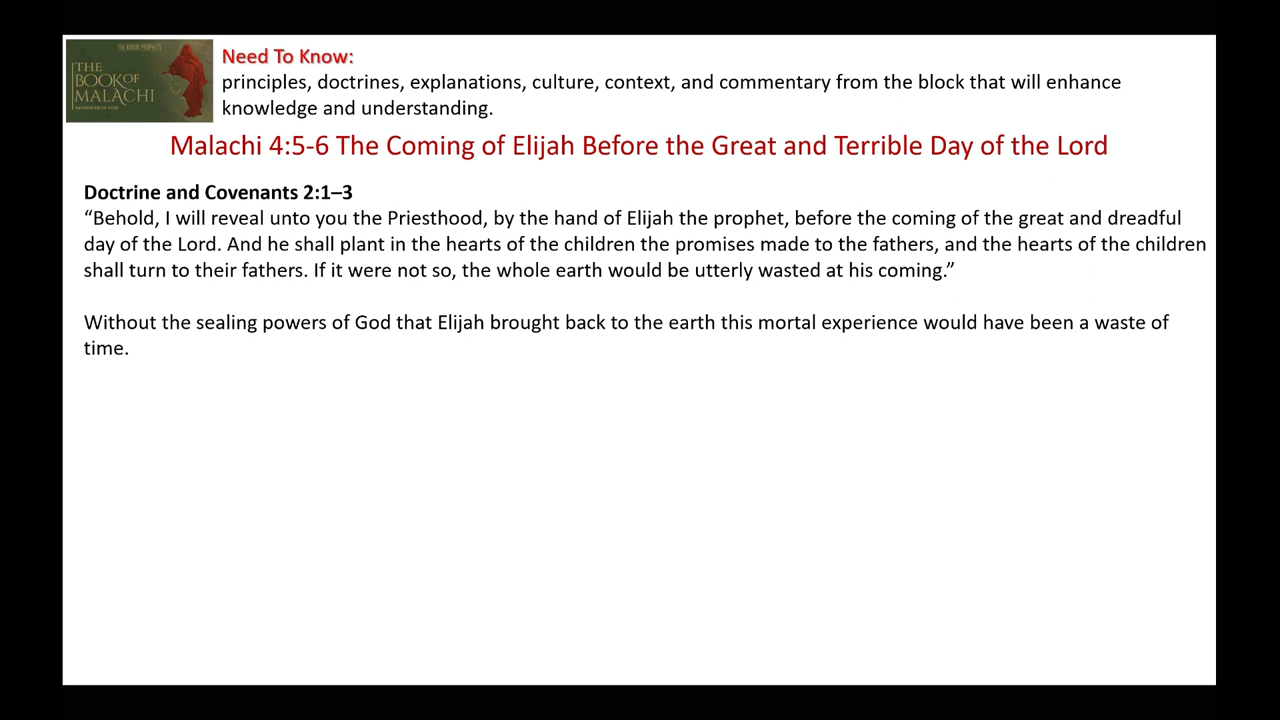 THE MINOR PROPHETS
THE
BOOK OF
MALACHI
MESSENGER OF GOD
Need To Know:
principles, doctrines, explanations, culture, context, and commentary from the block that will enhance
knowledge and understanding.
Malachi 4:5-6 The Coming of Elijah Before the Great and Terrible Day of the Lord
Doctrine and Covenants 2:1–3
“Behold, I will reveal unto you the Priesthood, by the hand of Elijah the prophet, before the coming of the great and dreadful
day of the Lord. And he shall plant in the hearts of the children the promises made to the fathers, and the hearts of the children
shall turn to their fathers. If it were not so, the whole earth would be utterly wasted at his coming.”
Without the sealing powers of God that Elijah brought back to the earth this mortal experience would have been a waste of
time.